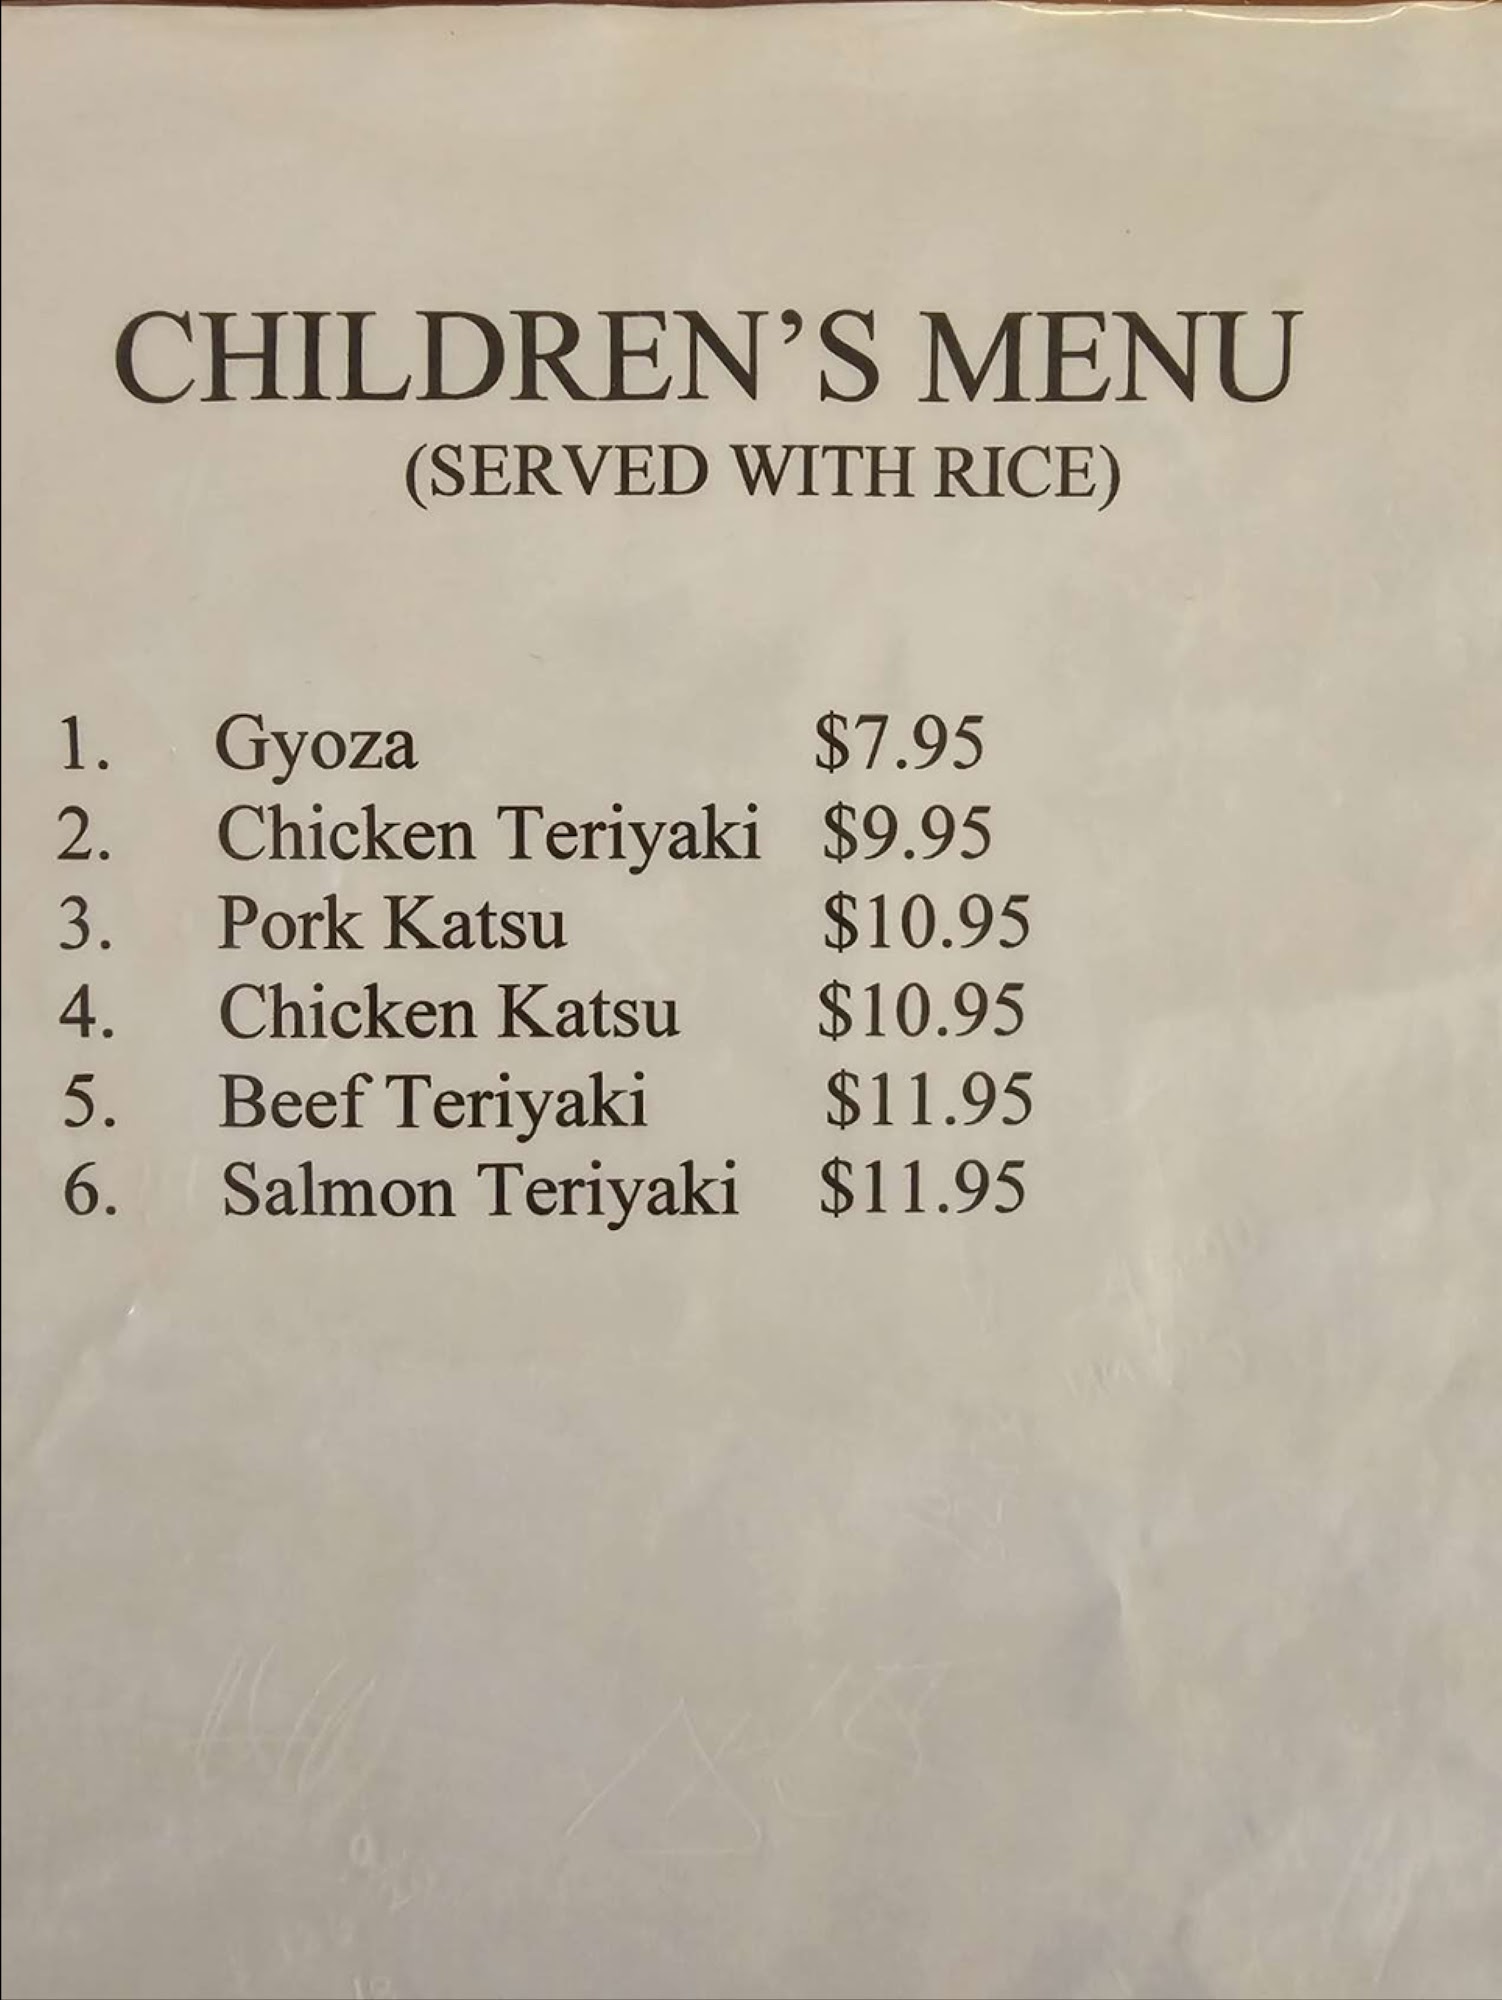 CHILDREN’S MENU
(SERVED WITH RICE)
1. Gyoza $7.95
2. Chicken Teriyaki $9.95
3. Pork Katsu $10.95
4. Chicken Katsu $10.95
5. Beef Teriyaki $11.95
6. Salmon Teriyaki $11.95